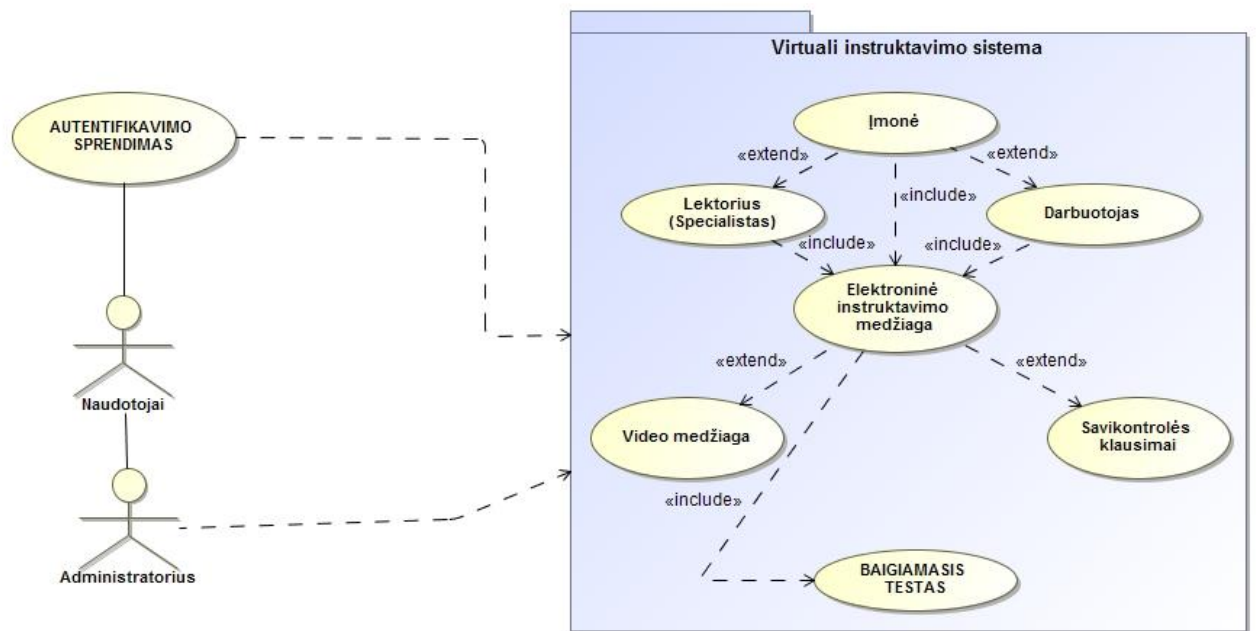 Virtuali instruktavimo sistema
AUTENTIFIKAVIMO
SPRENDIMAS
Įmonė
«extend»
«extend»
«include»
Lektorius
(Specialistas)
Darbuotojas
«include»
«include»
Elektroninė
instruktavimo
medžiaga
«extend»
«extend»
Naudotojai
Video medžiaga
Savikontrolės
klausimai
«include»
Administratorius
BAIGIAMASIS
TESTAS